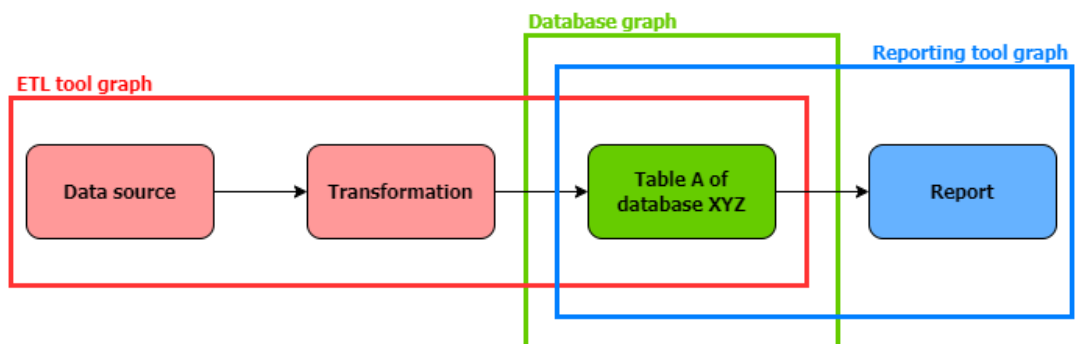 Database graph
Reporting tool graph
ETL tool graph
Data source
Transformation
Table A of
database XYZ
Report